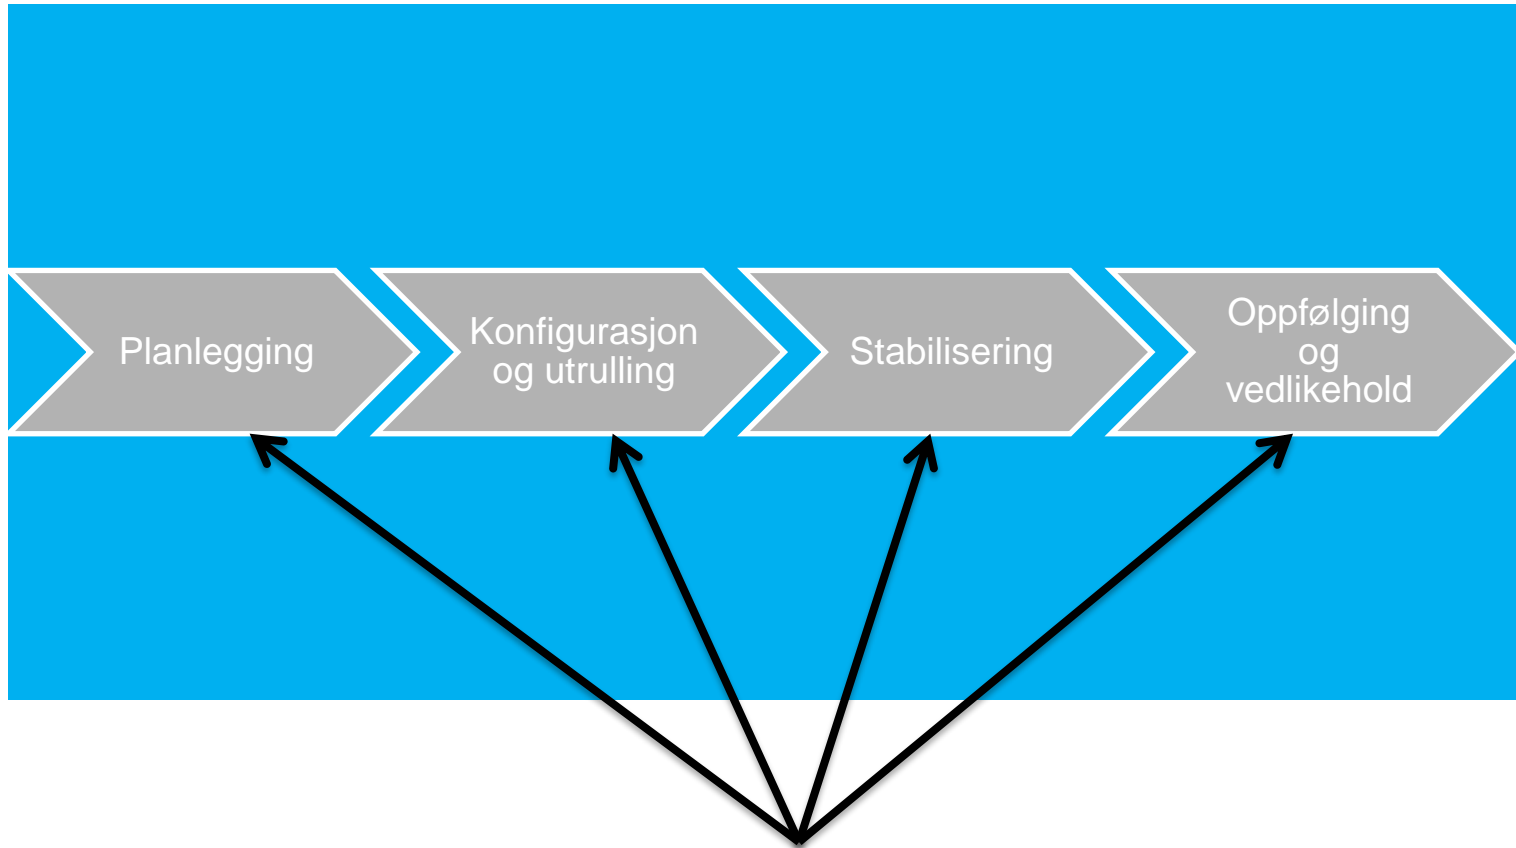 Planlegging
Konfigurasjon
og utrulling
Stabilisering
Oppfølging
og
vedlikehold